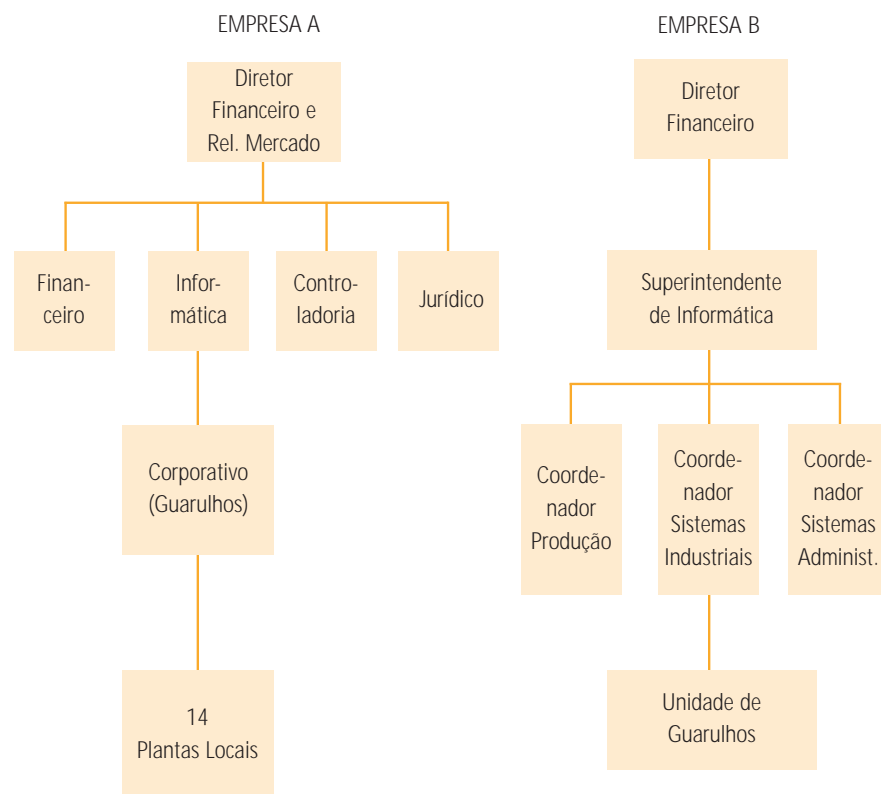 EMPRESA A
Diretor
Financeiro e
Rel. Mercado
Finan-
ceiro
Infor-
mática
Contro-
ladoria
Jurídico
Corporativo
(Guarulhos)
14
Plantas Locais
EMPRESA B
Diretor
Financeiro
Superintendente
de Informática
Coorde-
nador
Produção
Coorde-
nador
Sistemas
Industriais
Coorde-
nador
Sistemas
Administ.
Unidade de
Guarulhos